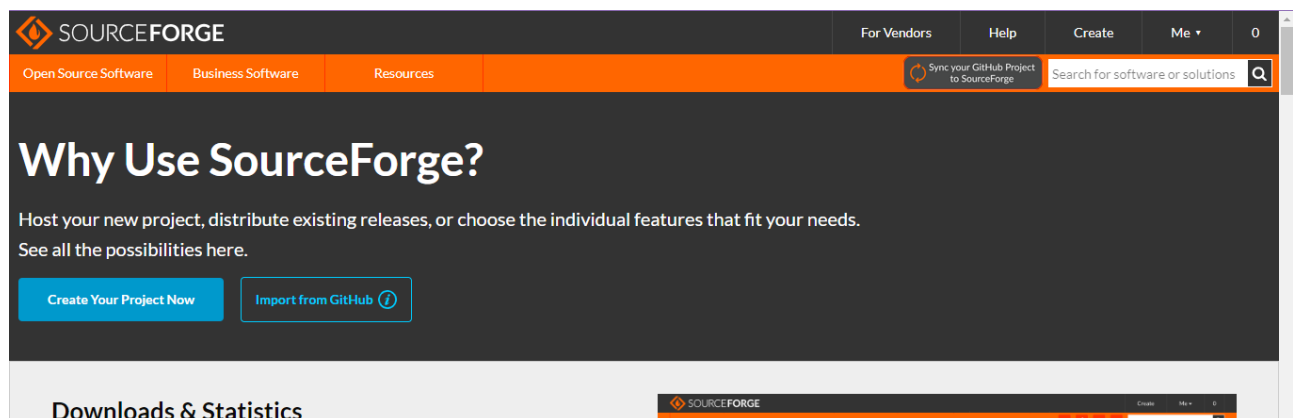 SOURCEFORGE
For Vendors
Help
Create
Me
0
Open Source Software
Business Software
Resources
Sync your GitHub Project
to SourceForge
Search for software or solutions
Why Use SourceForge?
Host your new project, distribute existing releases, or choose the individual features that fit your needs.
See all the possibilities here.
Create Your Project Now
Import from GitHub i
Downloads & Statistics
SOURCEFORGE
Create
Me
0